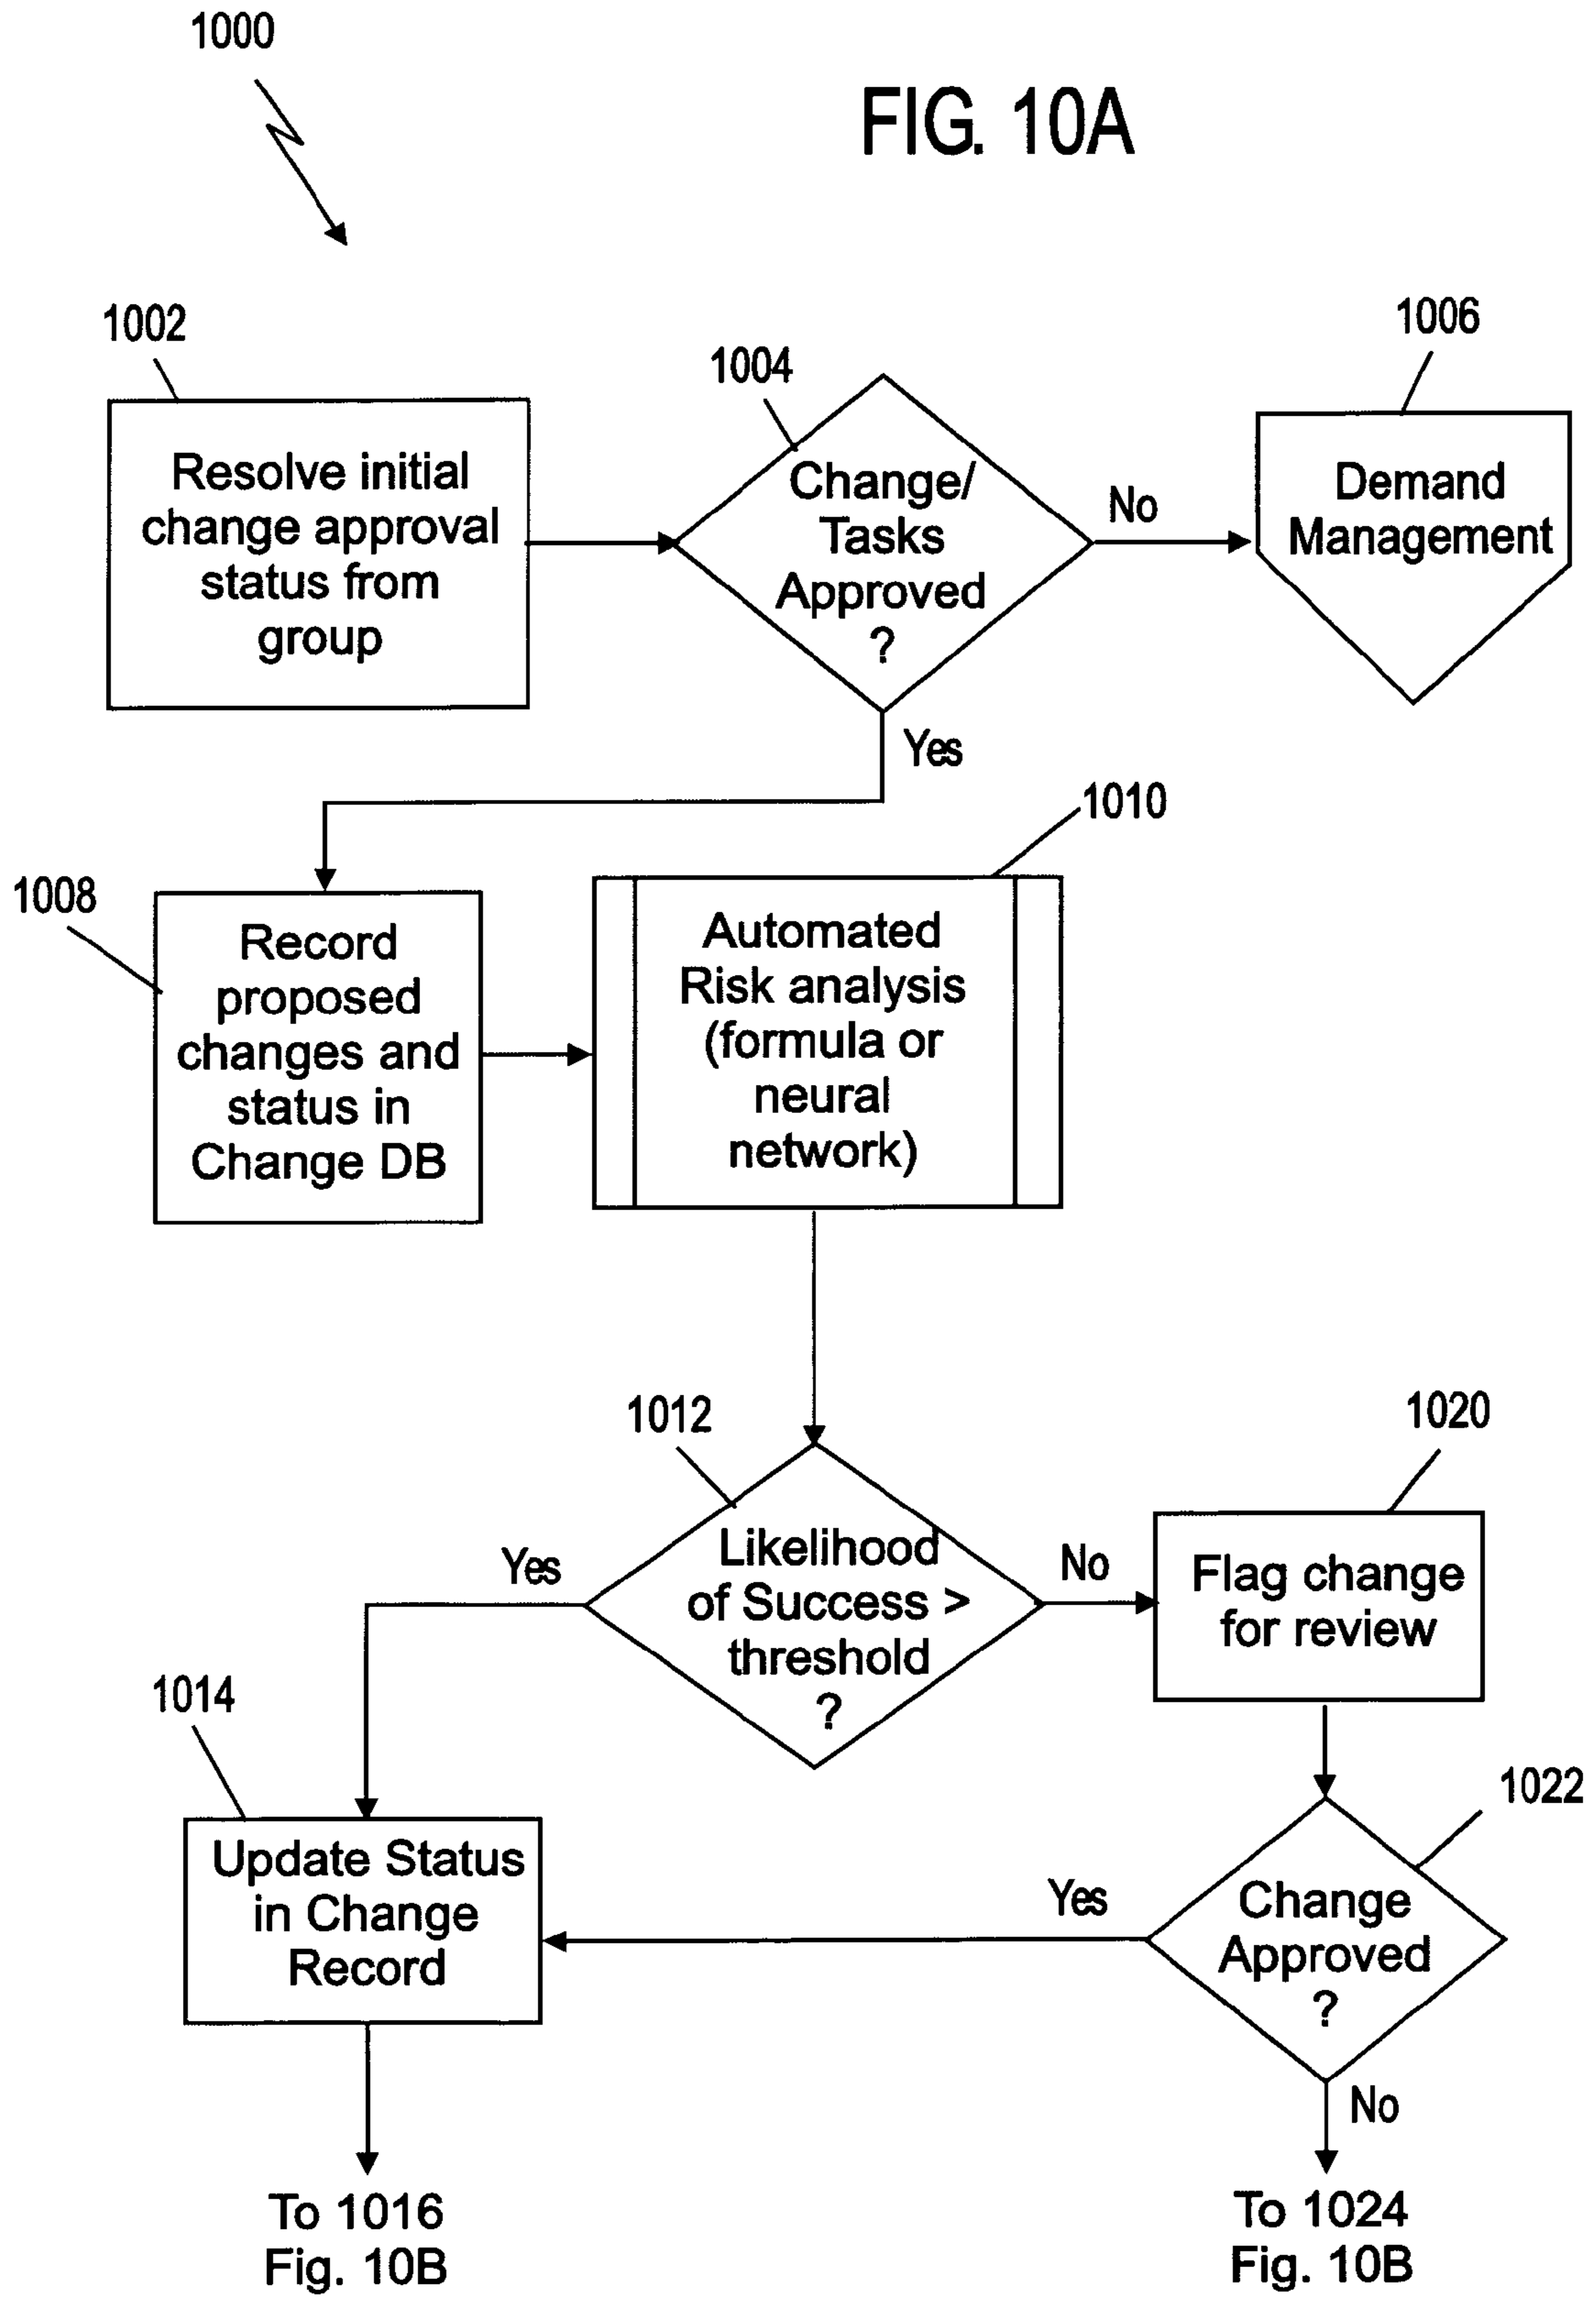 1000
FIG. 10A
1002
1004
1006
Resolve initial
change approval
status from
group
Change/
Tasks
Approved
?
No
Demand
Management
Yes
1008
1010
Record
proposed
changes and
status in
Change DB
Automated
Risk analysis
(formula or
neural
network)
1012
1020
Yes
Likelihood
of Success >
threshold
?
No
Flag change
for review
1014
1022
Update Status
in Change
Record
Yes
Change
Approved
?
No
To 1016
Fig. 10B
To 1024
Fig. 10B